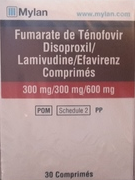 Mylan
www.mylan.com
Fumarate de Ténofovir
Disoproxil/
Lamivudine/Efavirenz
Comprimés
300 mg/300 mg/600 mg
POM Schedule 2 PP
30 Comprimés